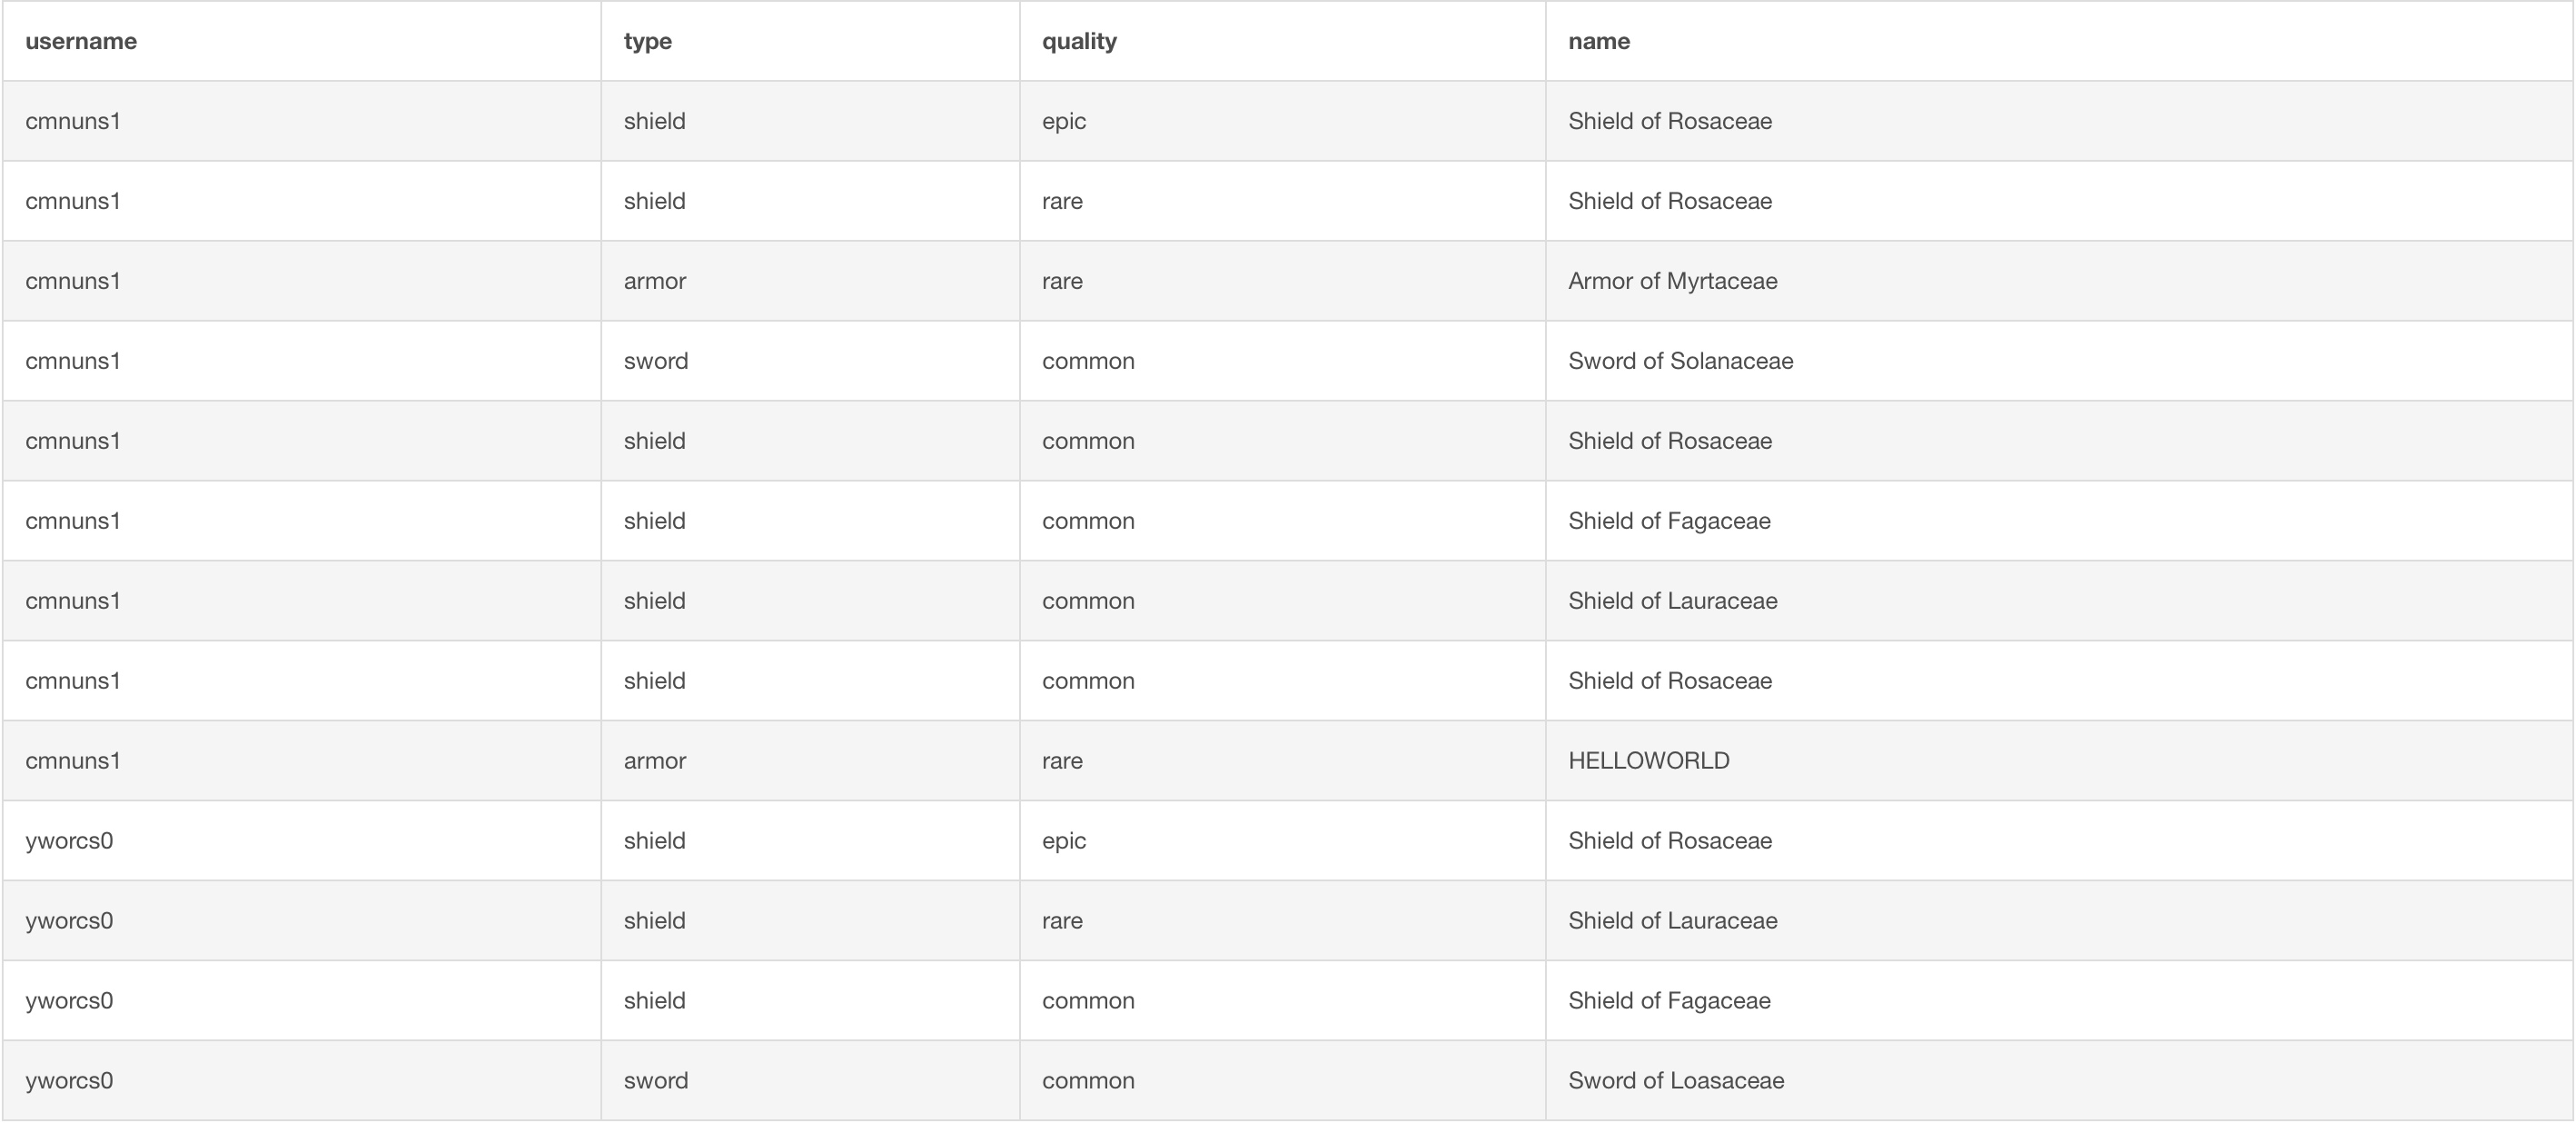 username type quality name
cmnuns1 shield epic Shield of Rosaceae
cmnuns1 shield rare Shield of Rosaceae
cmnuns1 armor rare Armor of Myrtaceae
cmnuns1 sword common Sword of Solanaceae
cmnuns1 shield common Shield of Rosaceae
cmnuns1 shield common Shield of Fagaceae
cmnuns1 shield common Shield of Lauraceae
cmnuns1 shield common Shield of Rosaceae
cmnuns1 armor rare HELLOWORLD
yworcs0 shield epic Shield of Rosaceae
yworcs0 shield rare Shield of Lauraceae
yworcs0 shield common Shield of Fagaceae
yworcs0 sword common Sword of Loasaceae